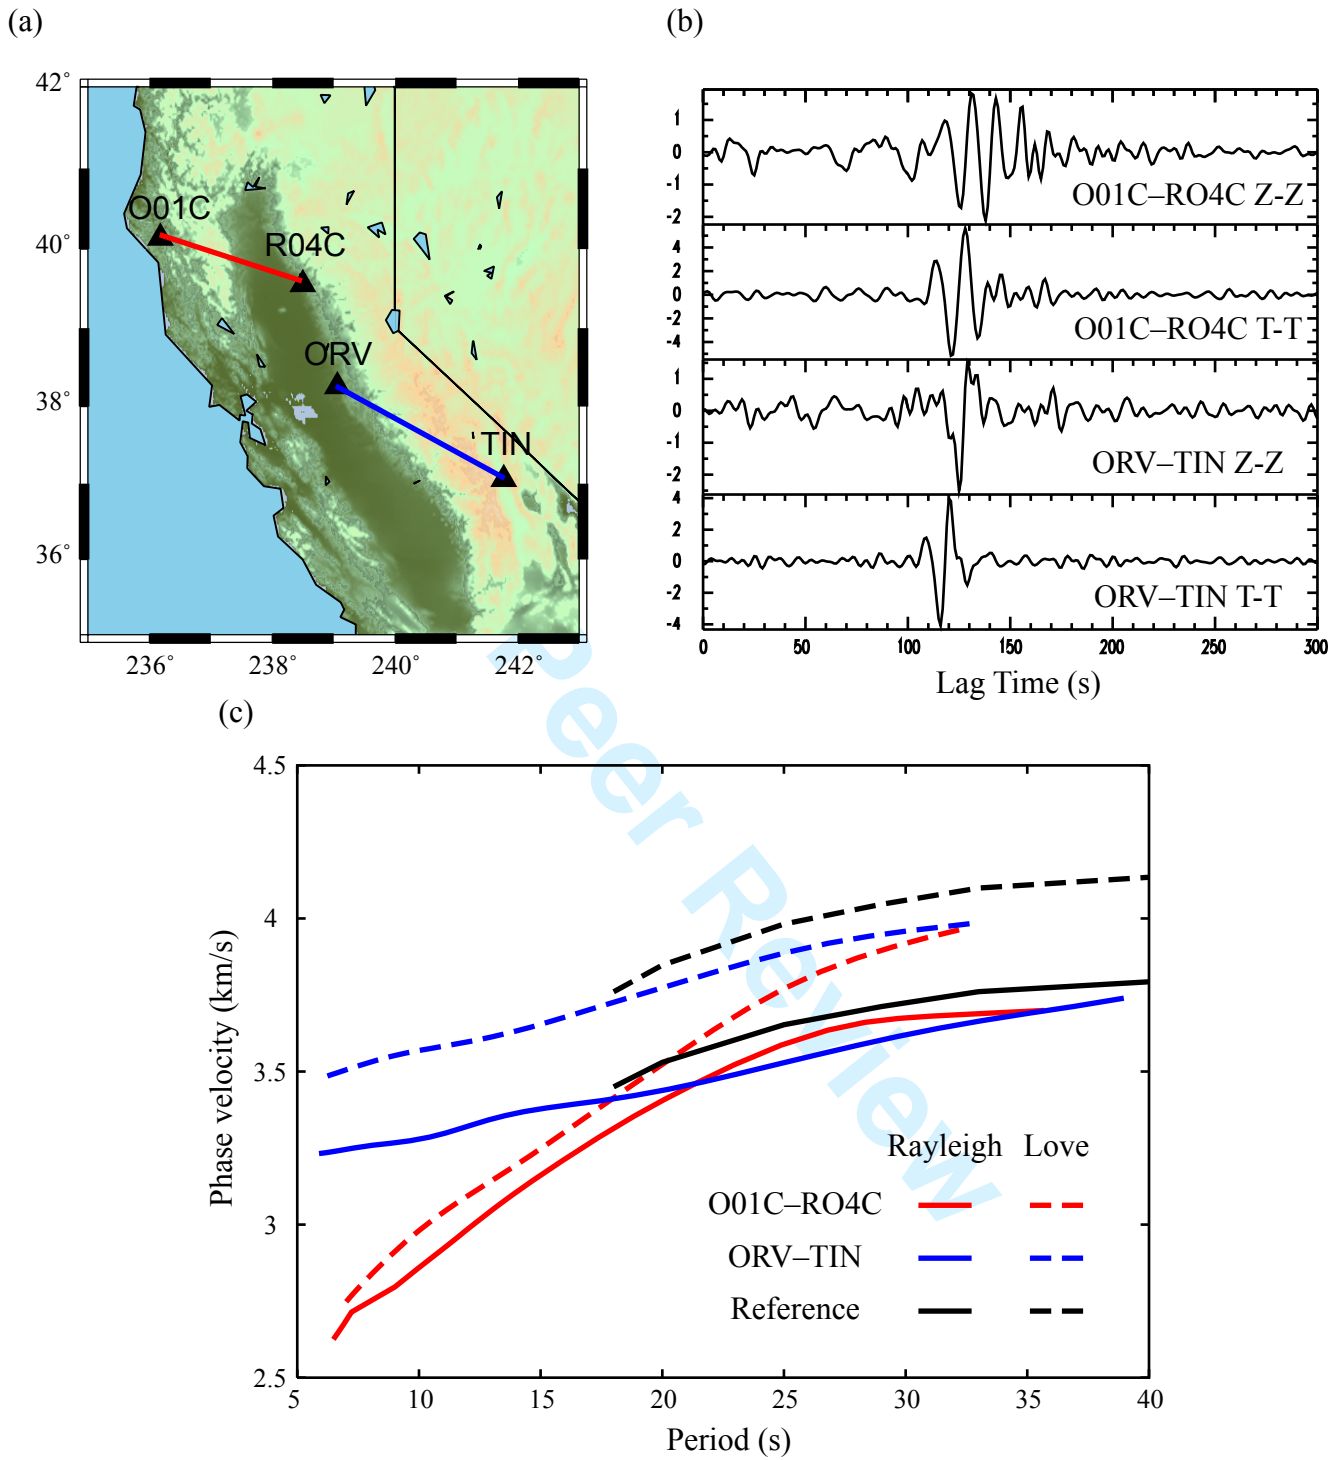 (a)
(b)
42°
40°
38°
36°
236°
238°
240°
242°
O01C
R04C
ORV
TIN
1
0
-1
-2
O01C–RO4C Z-Z
4
2
0
-2
-4
O01C–RO4C T-T
1
0
-1
-2
ORV–TIN Z-Z
4
2
0
-2
-4
ORV–TIN T-T
0
50
100
150
200
250
300
Lag Time (s)
(c)
Peer Review
4.5
4
3.5
3
2.5
Phase velocity (km/s)
Rayleigh Love
O01C–RO4C
ORV–TIN
Reference
5
10
15
20
25
30
35
40
Period (s)